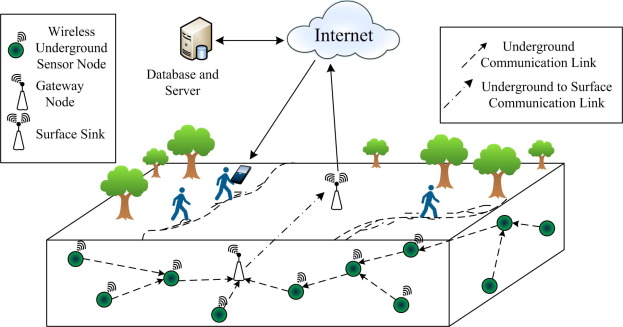 Wireless
Underground
Sensor Node
Gateway
Node
Surface Sink
Database and
Server
Internet
Underground
Communication Link
Underground to Surface
Communication Link